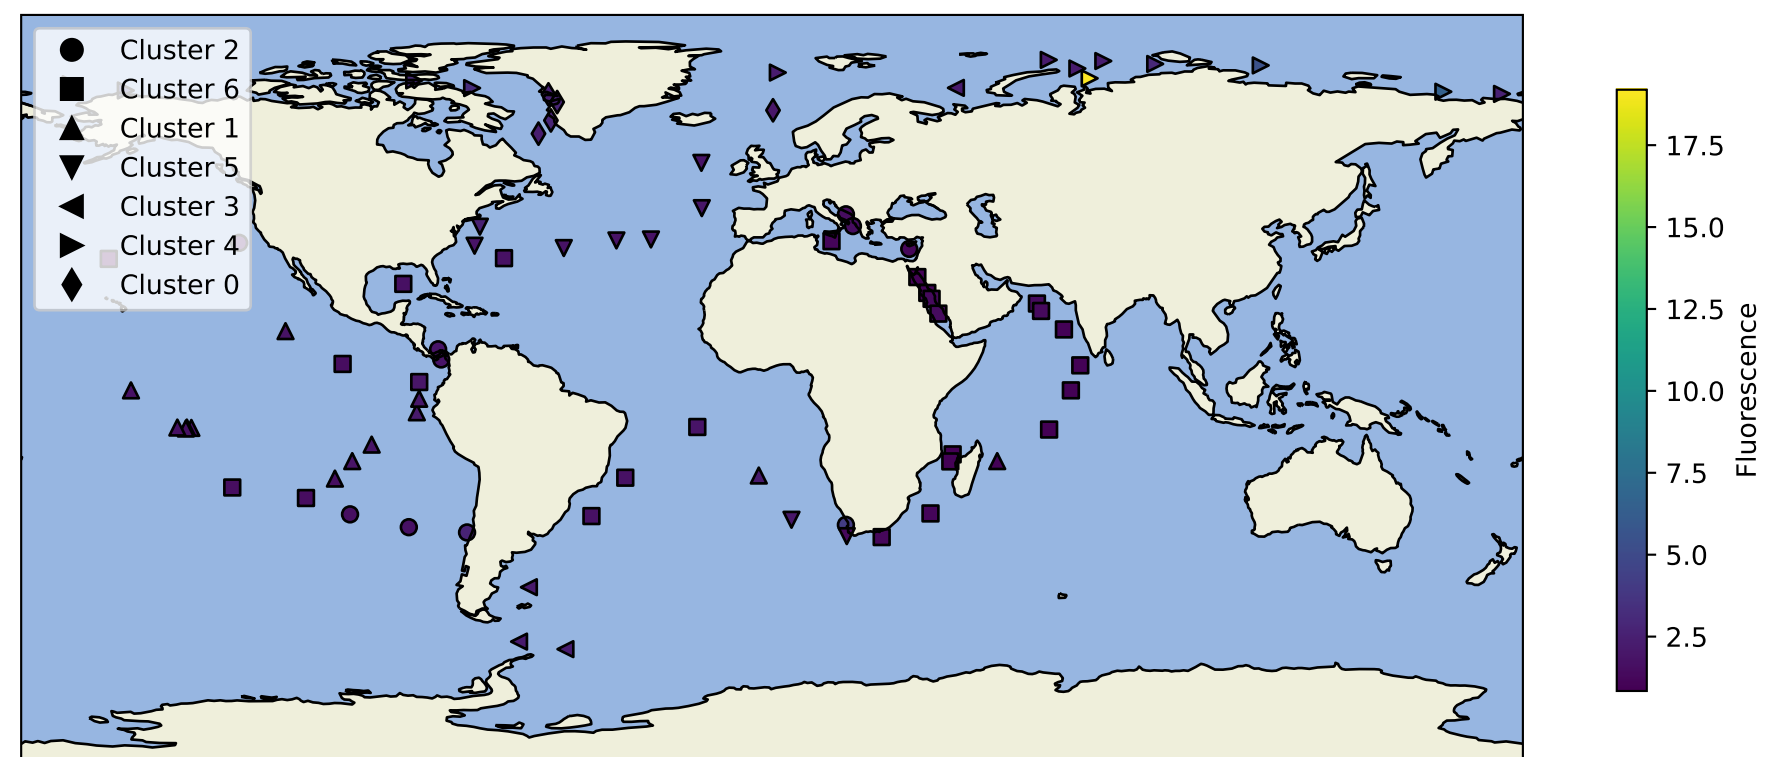 Cluster 2
Cluster 6
Cluster 1
Cluster 5
Cluster 3
Cluster 4
Cluster 0
17.5
15.0
12.5
10.0
7.5
5.0
2.5
Fluorescence